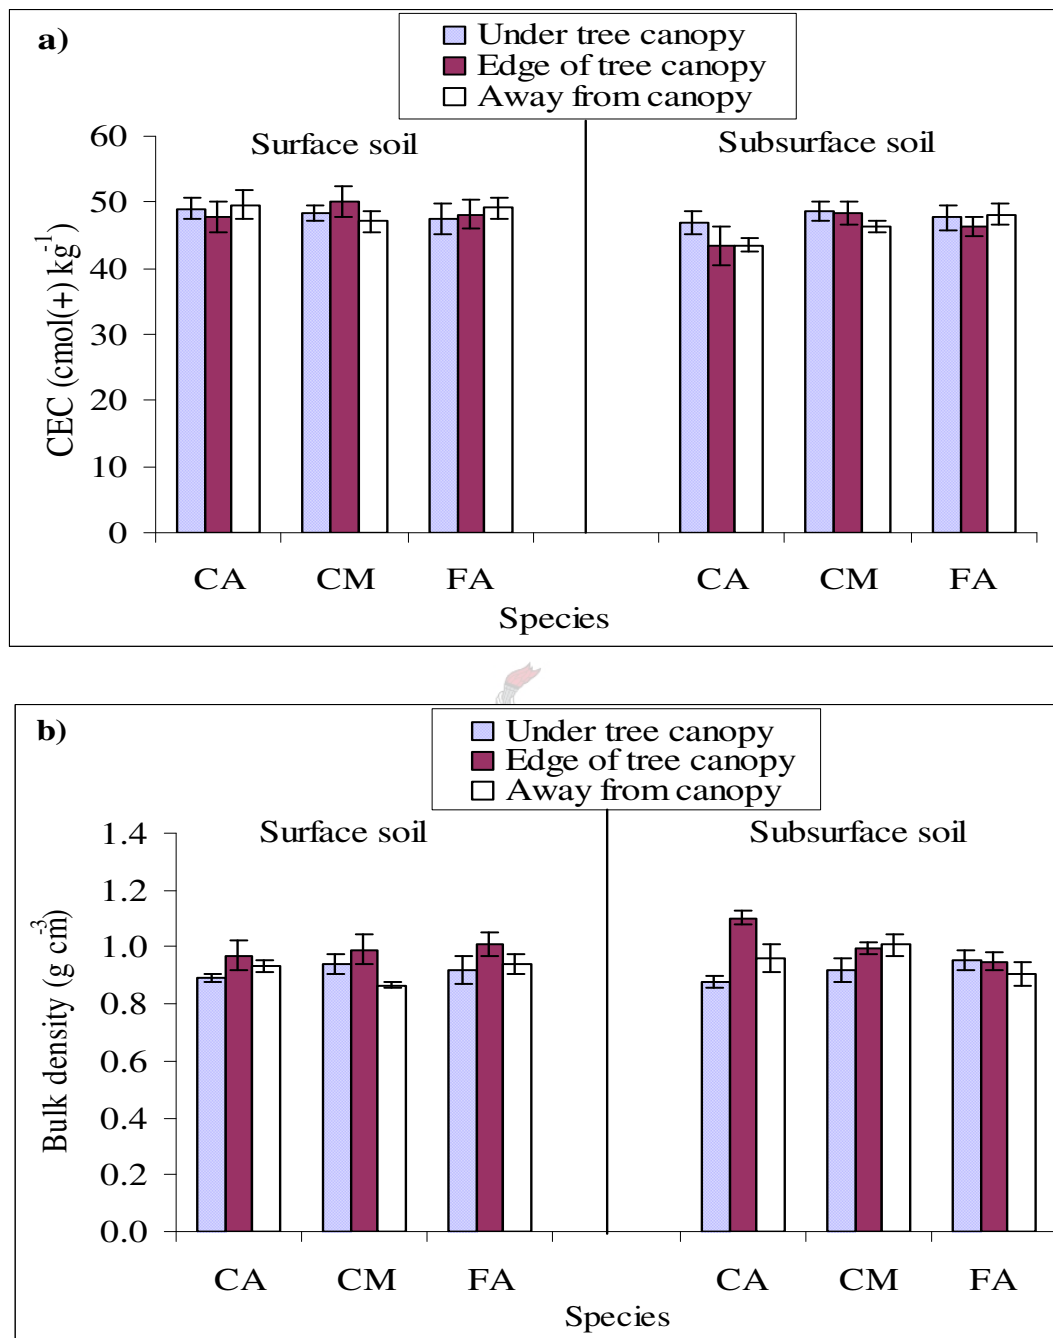 a)
Under tree canopy
Edge of tree canopy
Away from canopy
Surface soil
Subsurface soil
CEC (cmol(+) kg-1)
60
50
40
30
20
10
0
CA CM FA CA CM FA
Species
b)
Under tree canopy
Edge of tree canopy
Away from canopy
Surface soil
Subsurface soil
Bulk density (g cm-3)
1.4
1.2
1.0
0.8
0.6
0.4
0.2
0.0
CA CM FA CA CM FA
Species